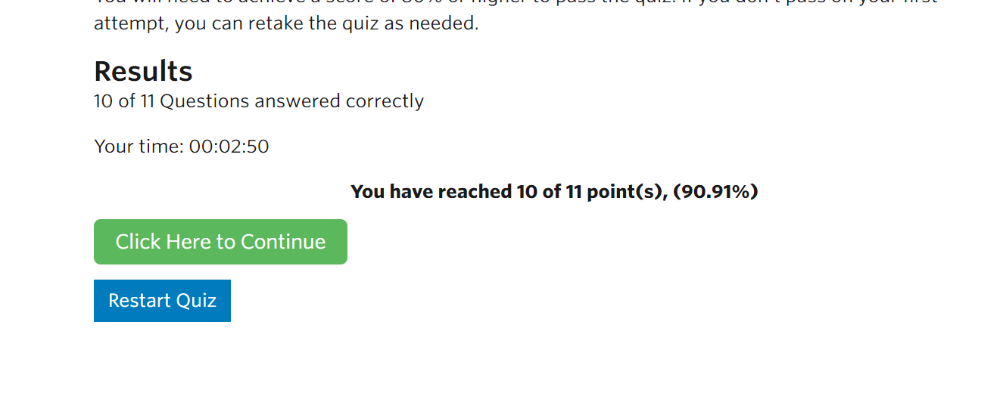 You will need to achieve a score of 80% or higher to pass the quiz. If you don't pass on your first
attempt, you can retake the quiz as needed.
Results
10 of 11 Questions answered correctly
Your time: 00:02:50
You have reached 10 of 11 point(s), (90.91%)
Click Here to Continue
Restart Quiz